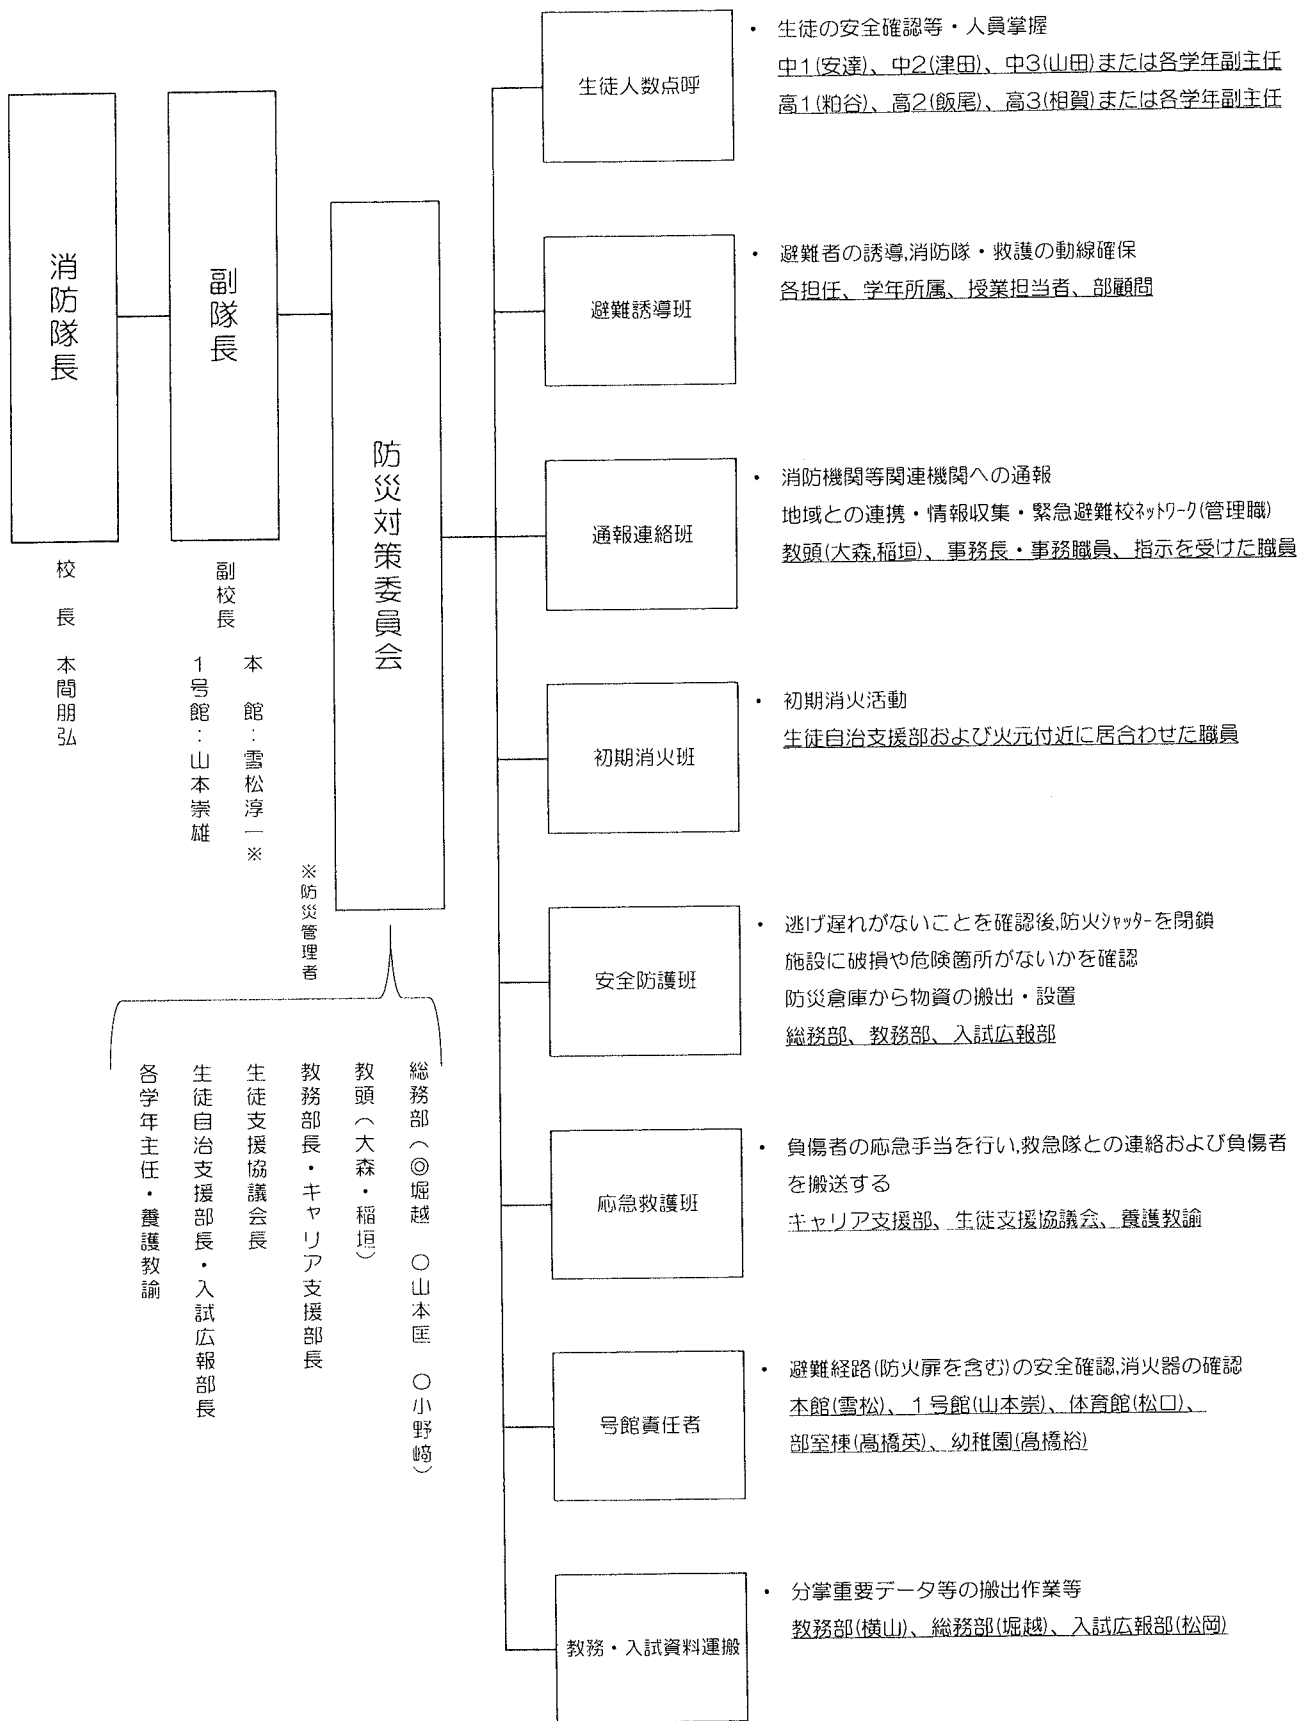 消防隊長
校　長　本間朋弘
副隊長
副校長
本　館：雪松淳一※
1号館：山本崇雄
※防災管理者
防災対策委員会
総務部（◎堀越　○山本匡　○小野﨑）
教頭（大森・稲垣）
教務部長・キャリア支援部長
生徒支援協議会長
生徒自治支援部長・入試広報部長
各学年主任・養護教諭
生徒人数点呼
・ 生徒の安全確認等・人員掌握
中1(安達)、中2(津田)、中3(山田)または各学年副主任
高1(粕谷)、高2(飯尾)、高3(相賀)または各学年副主任
避難誘導班
・ 避難者の誘導,消防隊・救護の動線確保
各担任、学年所属、授業担当者、部顧問
通報連絡班
・ 消防機関等関連機関への通報
地域との連携・情報収集・緊急避難校ﾈｯﾄﾜｰｸ(管理職)
教頭(大森,稲垣)、事務長・事務職員、指示を受けた職員
初期消火班
・ 初期消火活動
生徒自治支援部および火元付近に居合わせた職員
安全防護班
・ 逃げ遅れがないことを確認後,防火ｼｬｯﾀｰを閉鎖
施設に破損や危険箇所がないかを確認
防災倉庫から物資の搬出・設置
総務部、教務部、入試広報部
応急救護班
・ 負傷者の応急手当を行い,救急隊との連絡および負傷者
を搬送する
キャリア支援部、生徒支援協議会、養護教諭
号館責任者
・ 避難経路(防火扉を含む)の安全確認,消火器の確認
本館(雪松)、1号館(山本崇)、体育館(松口)、
部室棟(髙橋英)、幼稚園(髙橋裕)
教務・入試資料運搬
・ 分掌重要データ等の搬出作業等
教務部(横山)、総務部(堀越)、入試広報部(松岡)